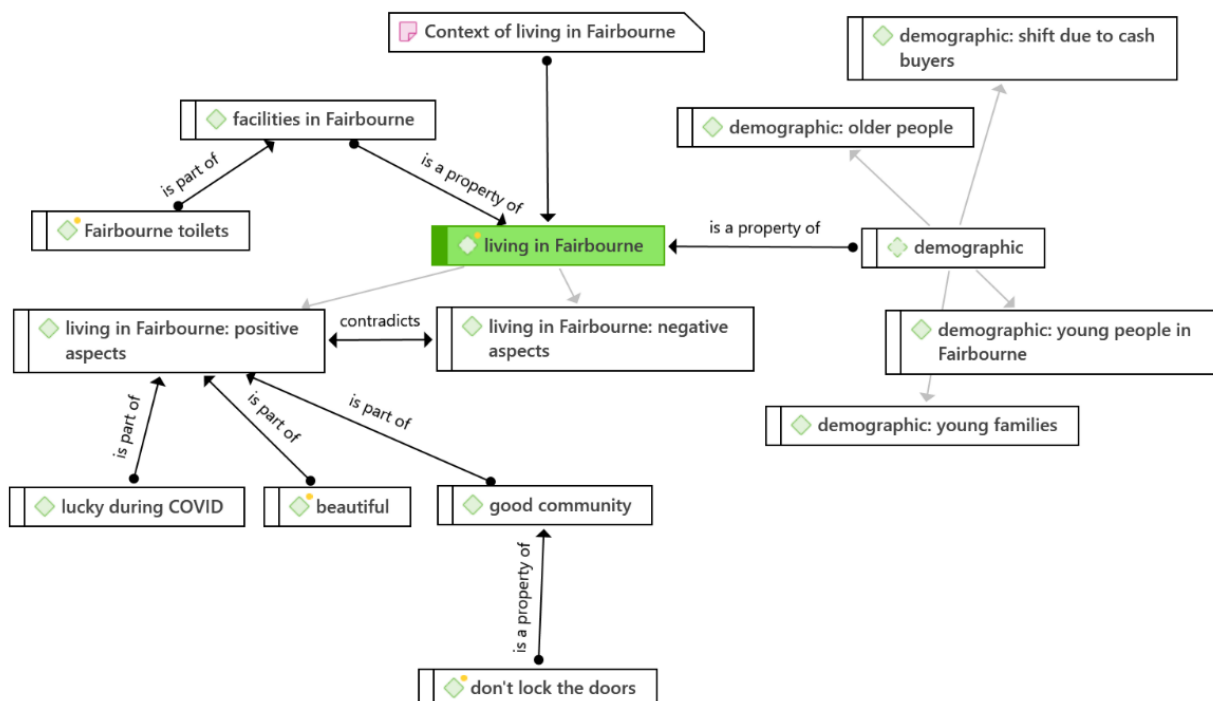 Context of living in Fairbourne
demographic: shift due to cash
buyers
facilities in Fairbourne
demographic: older people
is part of
is a property of
Fairbourne toilets
living in Fairbourne
is a property of
demographic
living in Fairbourne: positive
aspects
contradicts
living in Fairbourne: negative
aspects
demographic: young people in
Fairbourne
demographic: young families
is part of
is part of
is part of
lucky during COVID
beautiful
good community
is a property of
don't lock the doors